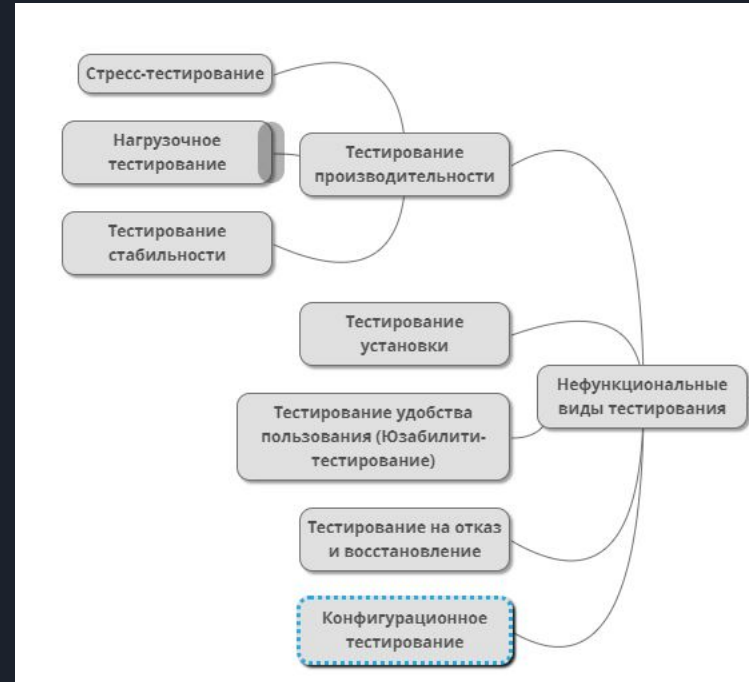 Стресс-тестирование
Нагрузочное
тестирование
Тестирование
производительности
Тестирование
стабильности
Тестирование
установки
Нефункциональные
виды тестирования
Тестирование удобства
пользования (Юзабилити-
тестирование)
Тестирование на отказ
и восстановление
Конфигурационное
тестирование